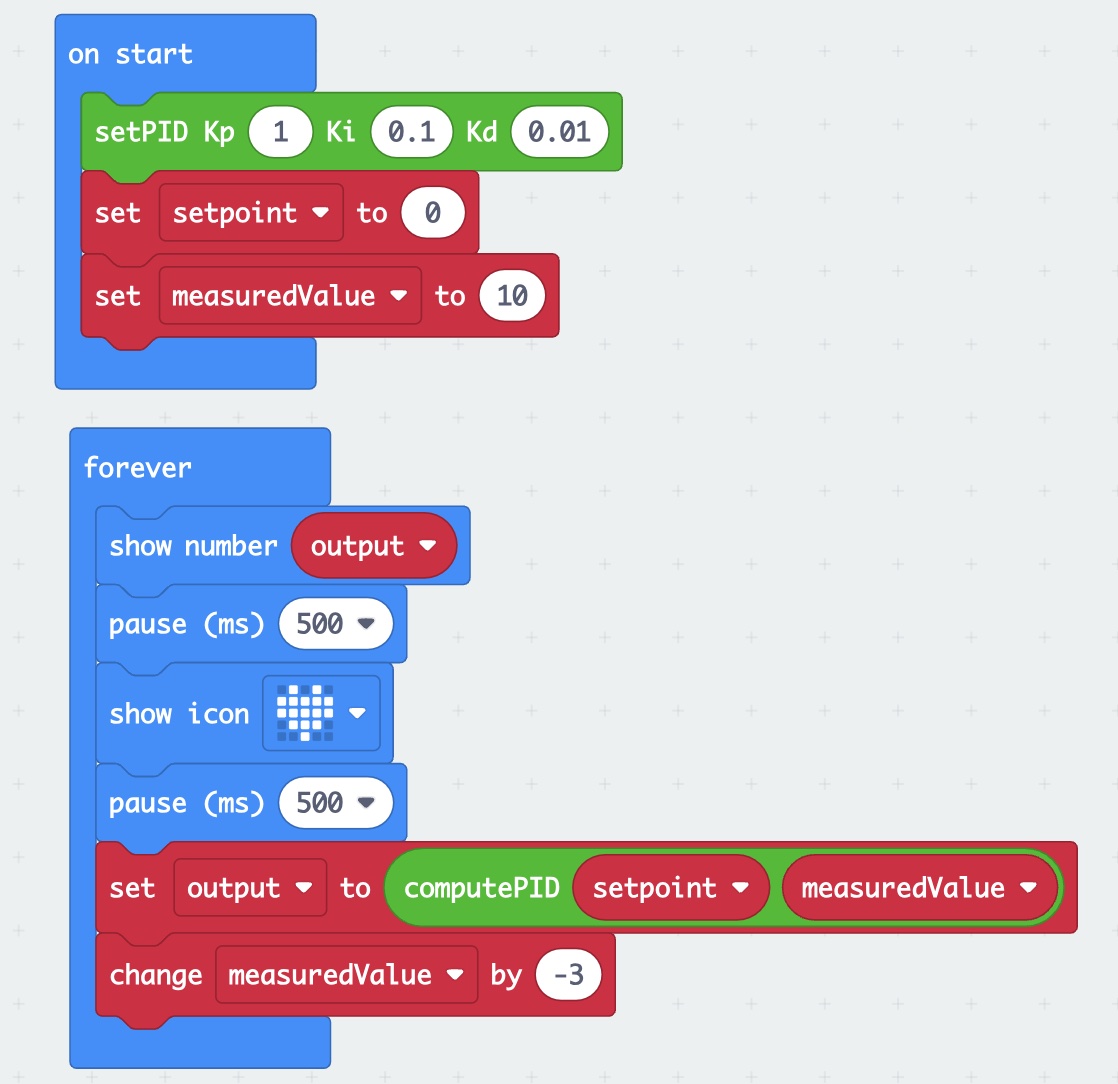 on start
setPID Kp 1 Ki 0.1 Kd 0.01
set setpoint to 0
set measuredValue to 10
forever
show number output
pause (ms) 500
show icon
pause (ms) 500
set output to computePID setpoint measuredValue
change measuredValue by -3